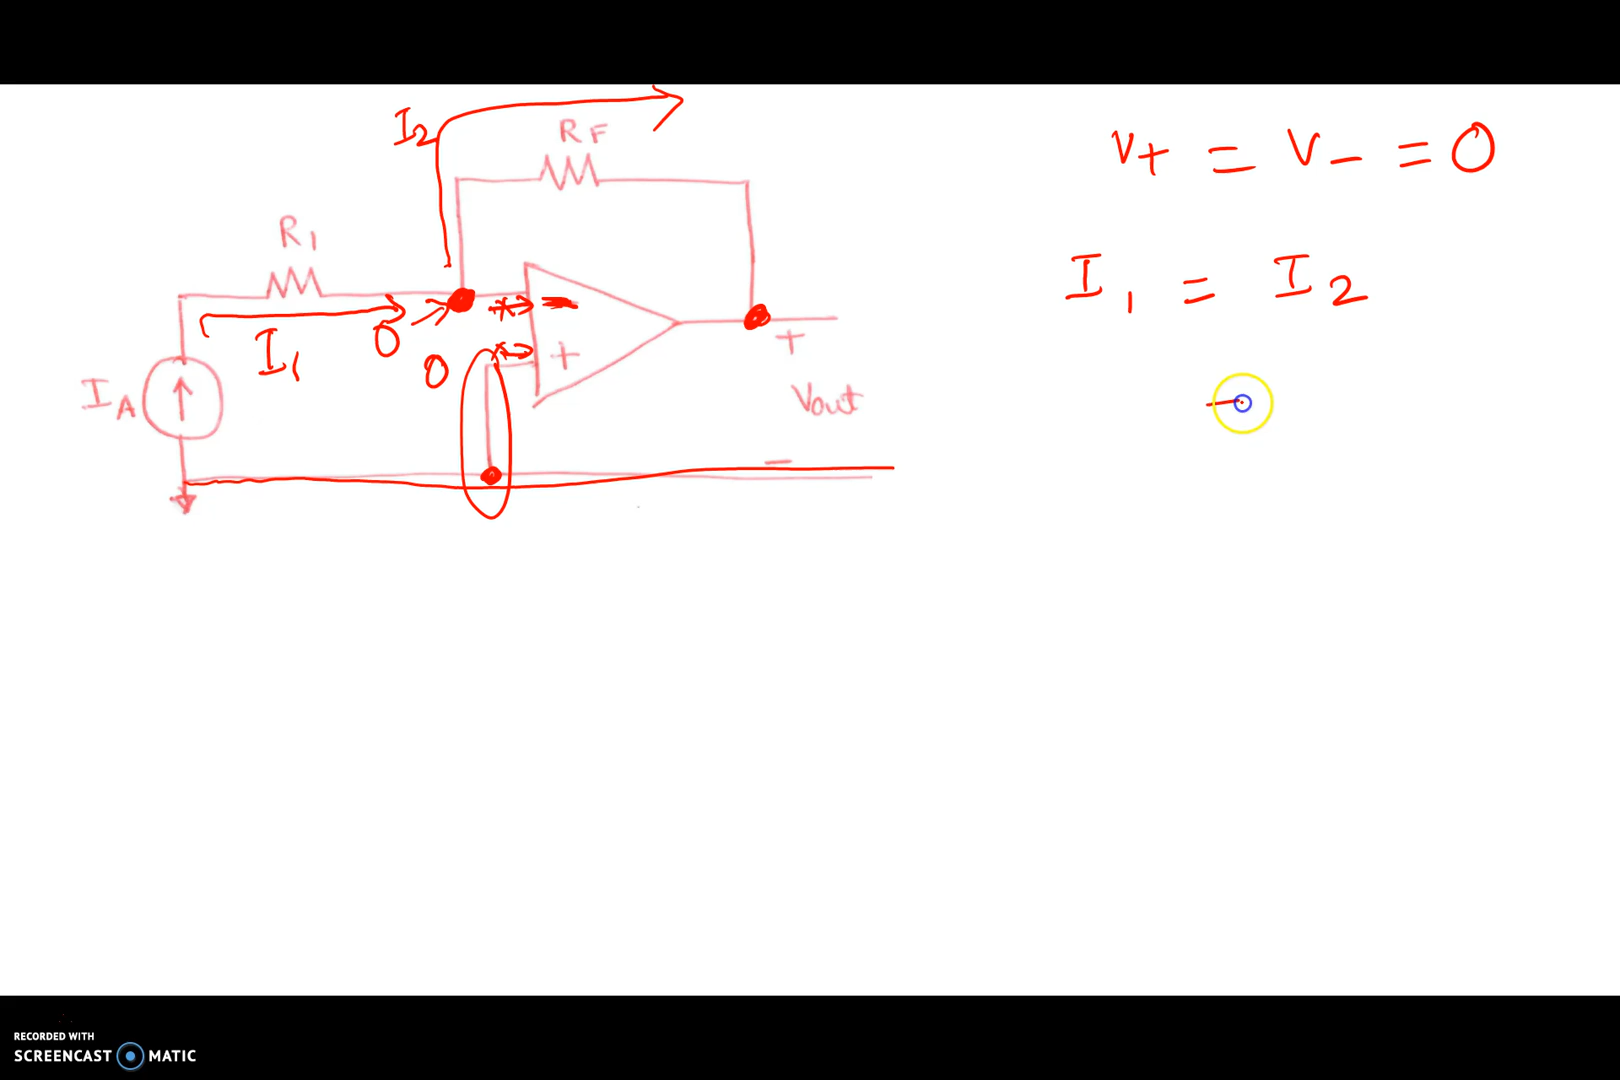 I2
RF
V+ = V- = 0
R1
I1 = I2
I1
0
0
-
+
+
IA
Vout
-
RECORDED WITH
SCREENCAST MATIC